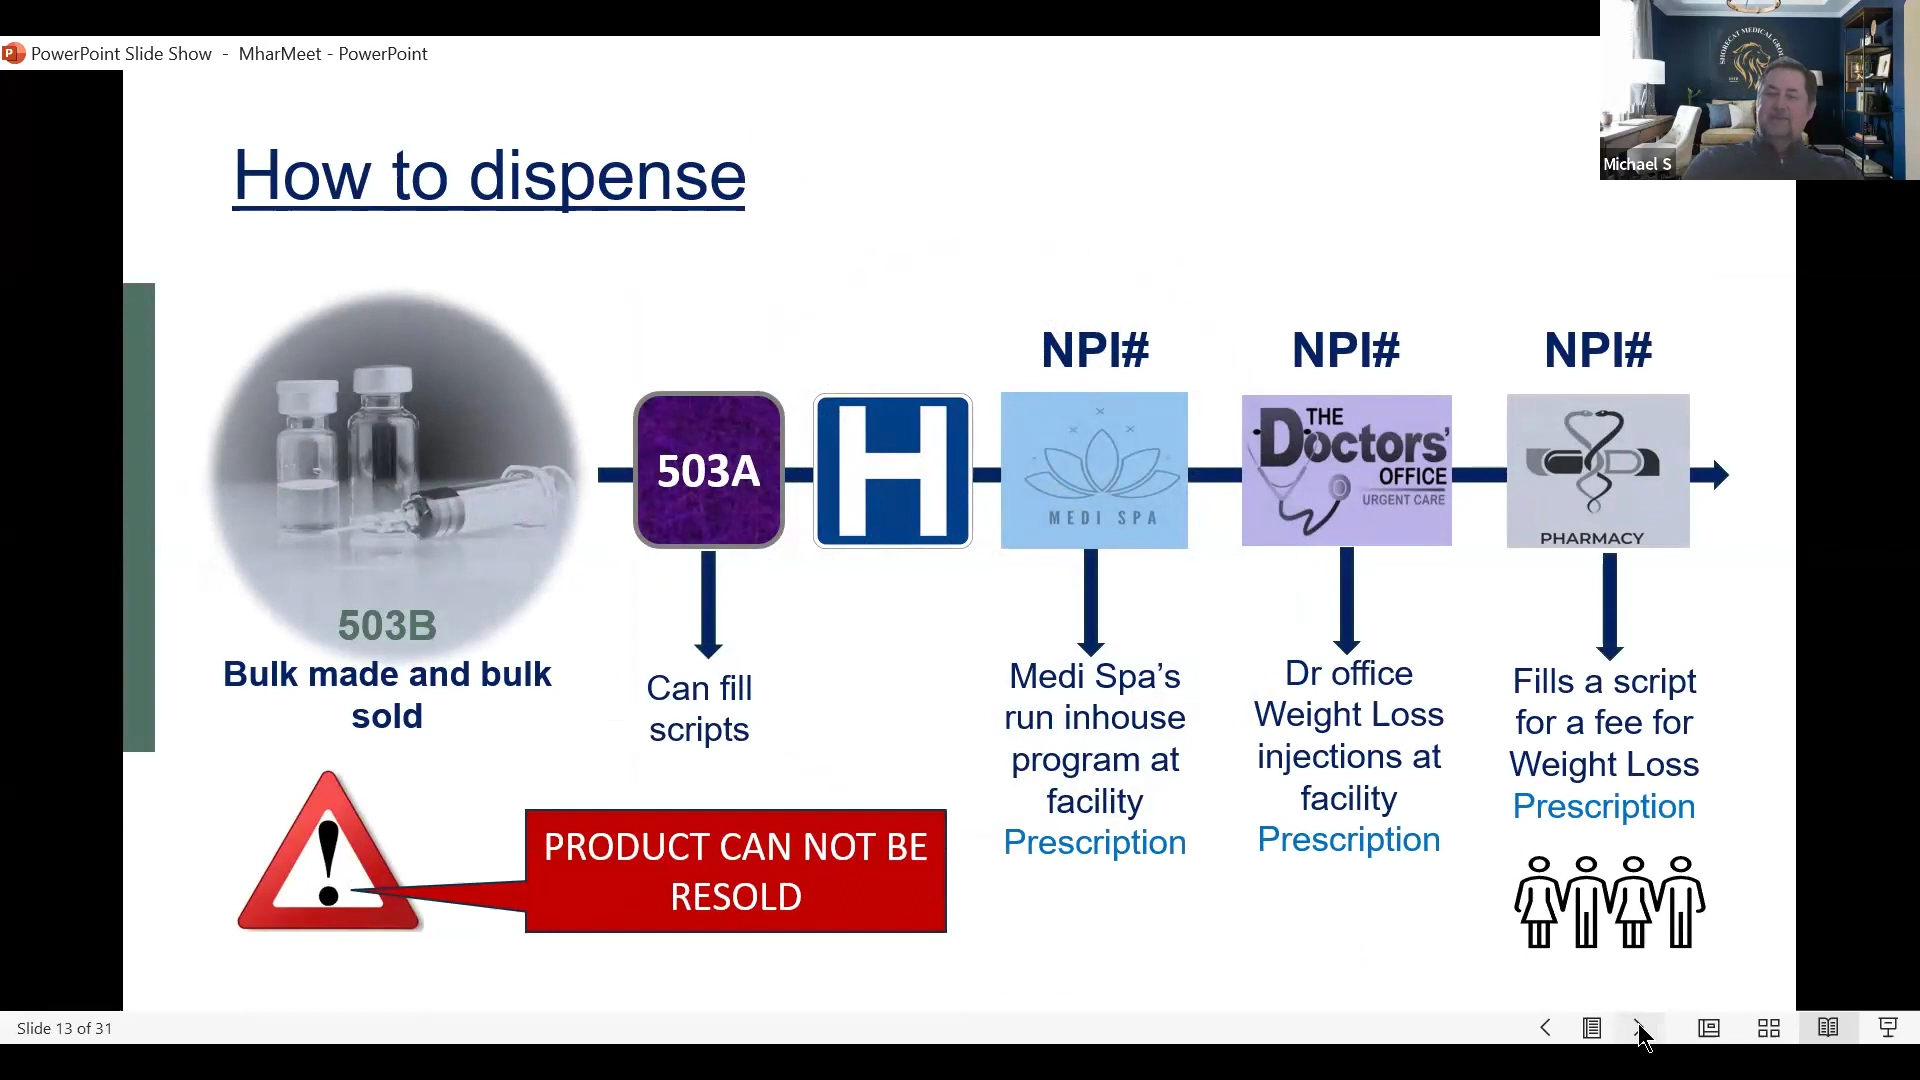 PowerPoint Slide Show - MharMeet - PowerPoint
SHORECAT MEDICAL GROUP
Michael S
How to dispense
NPI#
NPI#
NPI#
503A
H
MEDI SPA
THE
Doctors'
OFFICE
URGENT CARE
PHARMACY
503B
Bulk made and bulk
sold
Can fill
scripts
Medi Spa’s
run inhouse
program at
facility
Prescription
Dr office
Weight Loss
injections at
facility
Prescription
Fills a script
for a fee for
Weight Loss
Prescription
PRODUCT CAN NOT BE
RESOLD
Slide 13 of 31